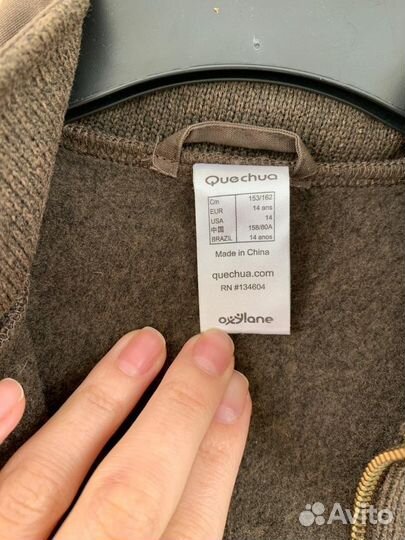 Quechua
Cm 153/162
EUR 14 ans
USA 14
中国 158/80A
BRAZIL 14 anos
Made in China
quechua.com
RN #134604
oxylane
Avito